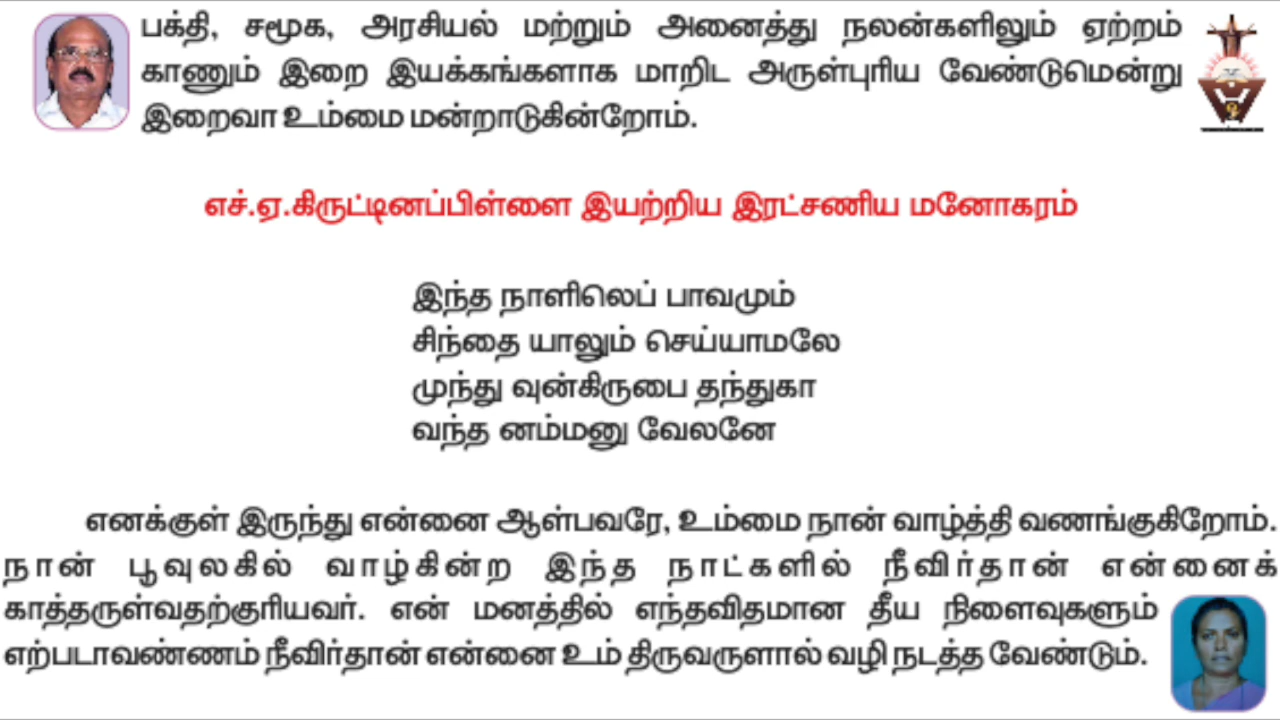 பக்தி, சமூக, அரசியல் மற்றும் அனைத்து நலன்களிலும் ஏற்றம்
காணும் இறை இயக்கங்களாக மாறிட அருள்புரிய வேண்டுமென்று
இறைவா உம்மை மன்றாடுகின்றோம்.
எச்.ஏ.கிருட்டினப்பிள்ளை இயற்றிய இரட்சணிய மனோகரம்
இந்த நாளிலெப் பாவமும்
சிந்தை யாலும் செய்யாமலே
முந்து வுன்கிருபை தந்துகா
வந்த னம்மனு வேலனே
எனக்குள் இருந்து என்னை ஆள்பவரே, உம்மை நான் வாழ்த்தி வணங்குகிறோம்.
நான் பூவுலகில் வாழ்கின்ற இந்த நாட்களில் நீவிர்தான் என்னைக்
காத்தருள்வதற்குரியவர். என் மனத்தில் எந்தவிதமான தீய நிளைவுகளும்
எற்படாவண்ணம் நீவிர்தான் என்னை உம் திருவருளால் வழி நடத்த வேண்டும்.